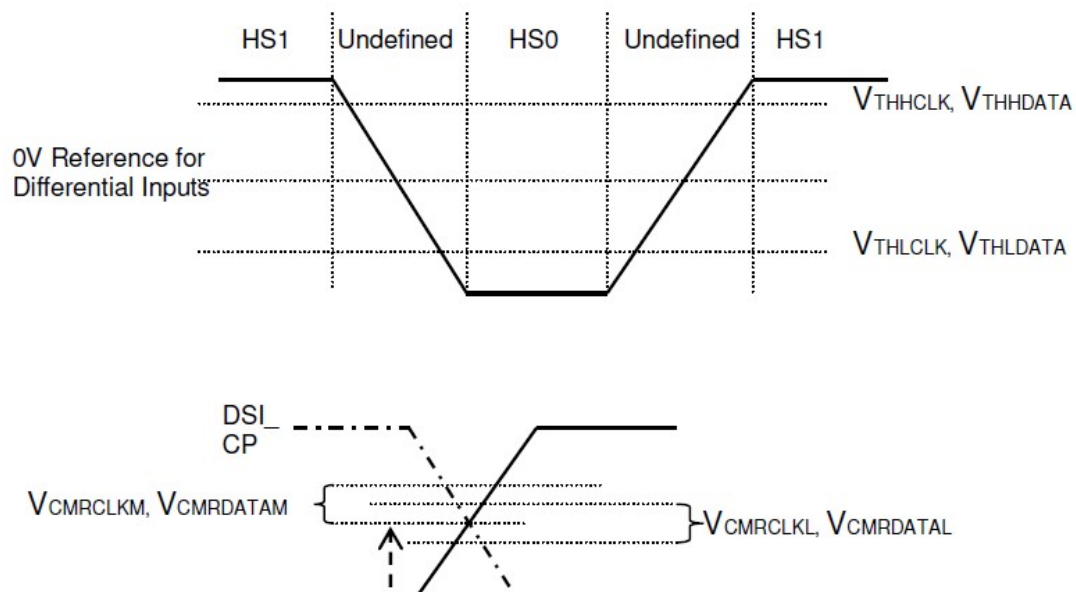 HS1 Undefined HS0 Undefined HS1
VTHHCLK, VTHHDATA
0V Reference for
Differential Inputs
VTHLCLK, VTHLDATA
DSI_
CP
VCMRCLKM, VCMRDATAM
VCMRCLKL, VCMRDATAL